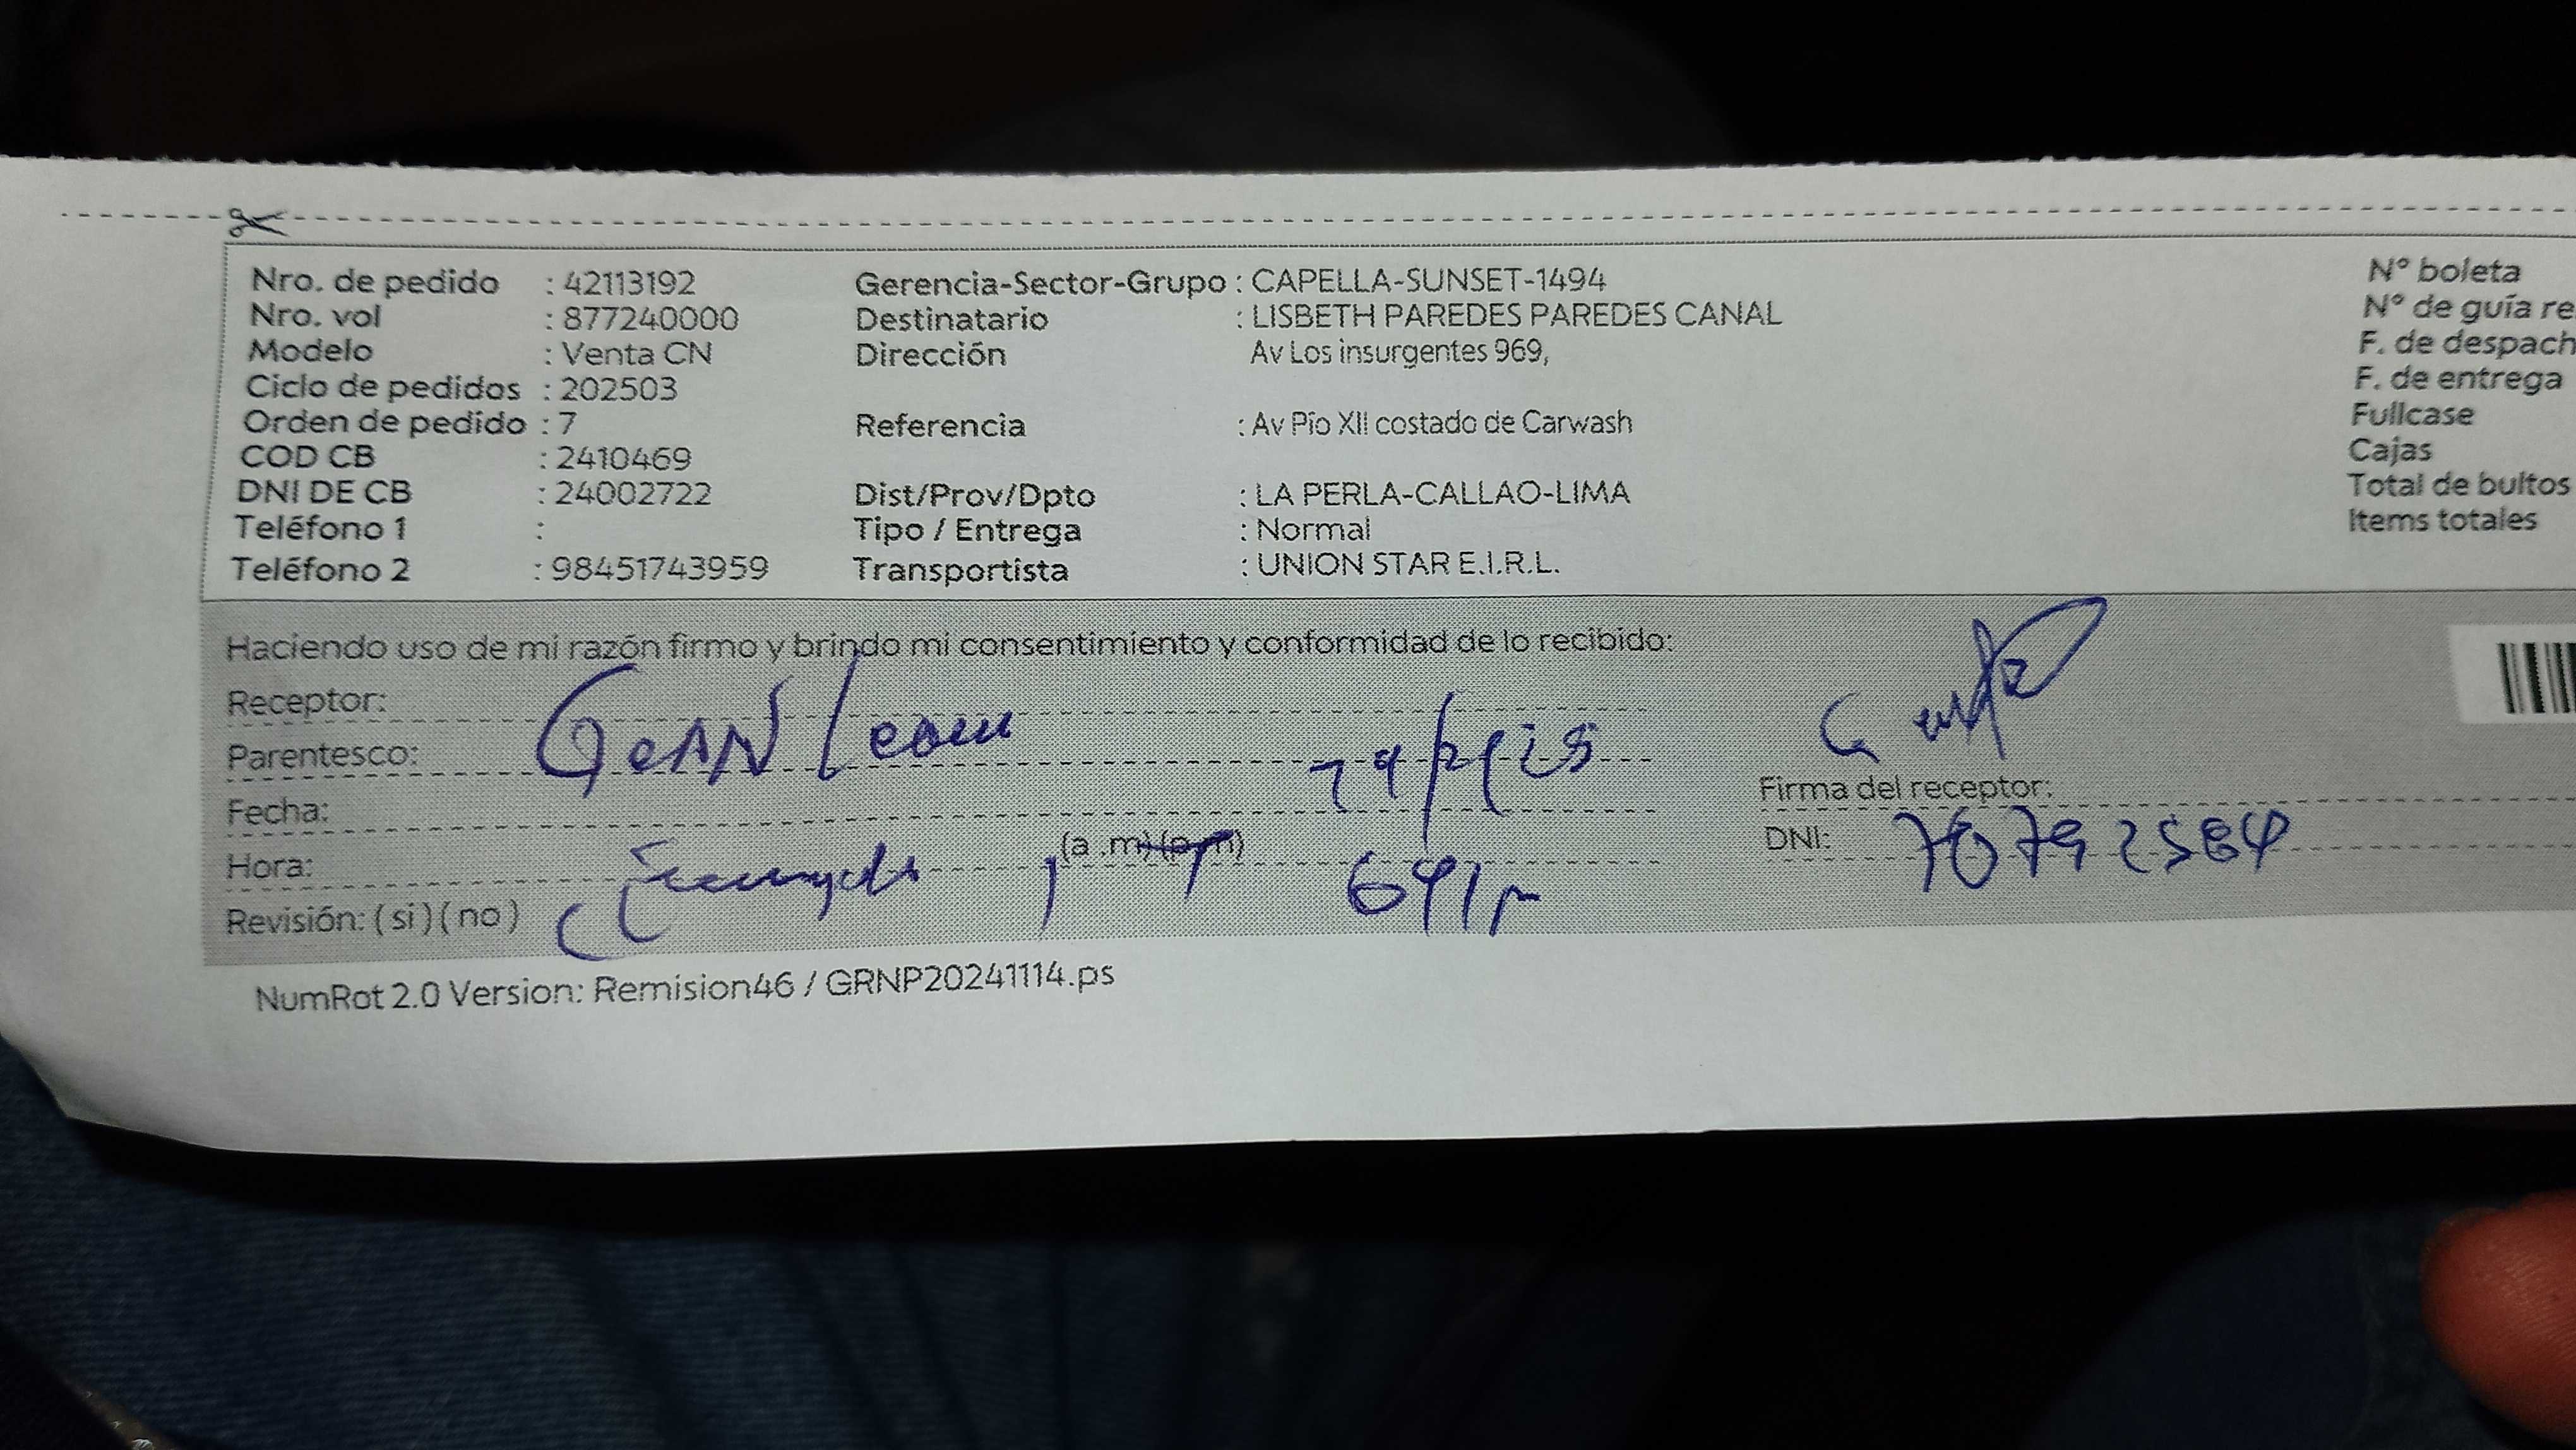 Nro. de pedido : 42113192 Gerencia-Sector-Grupo : CAPELLA-SUNSET-1494 N° boleta
Nro. vol : 877240000 Destinatario : LISBETH PAREDES PAREDES CANAL N° de guía re
Modelo : Venta CN Dirección Av Los insurgentes 969, F. de despach
Ciclo de pedidos : 202503 F. de entrega
Orden de pedido : 7 Referencia : Av Pío XII costado de Carwash Fullcase
COD CB : 2410469 Cajas
DNI DE CB : 24002722 Dist/Prov/Dpto : LA PERLA-CALLAO-LIMA Total de bultos
Teléfono 1 : Tipo / Entrega : Normal Items totales
Teléfono 2 : 98451743959 Transportista : UNION STAR E.I.R.L.
Haciendo uso de mi razón firmo y brindo mi consentimiento y conformidad de lo recibido:
Receptor:
Parentesco: GeAN
Fecha:
Hora: (a .m) (p.m)
Revisión: ( si ) ( no )
Firma del receptor:
DNI:
NumRot 2.0 Version: Remision46 / GRNP20241114.ps